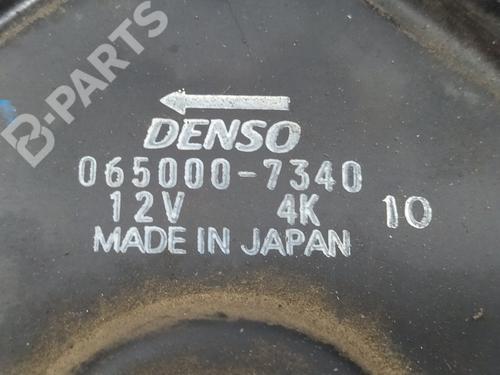 B-PARTS
DENSO
065000-7340
12V 4K 10
MADE IN JAPAN